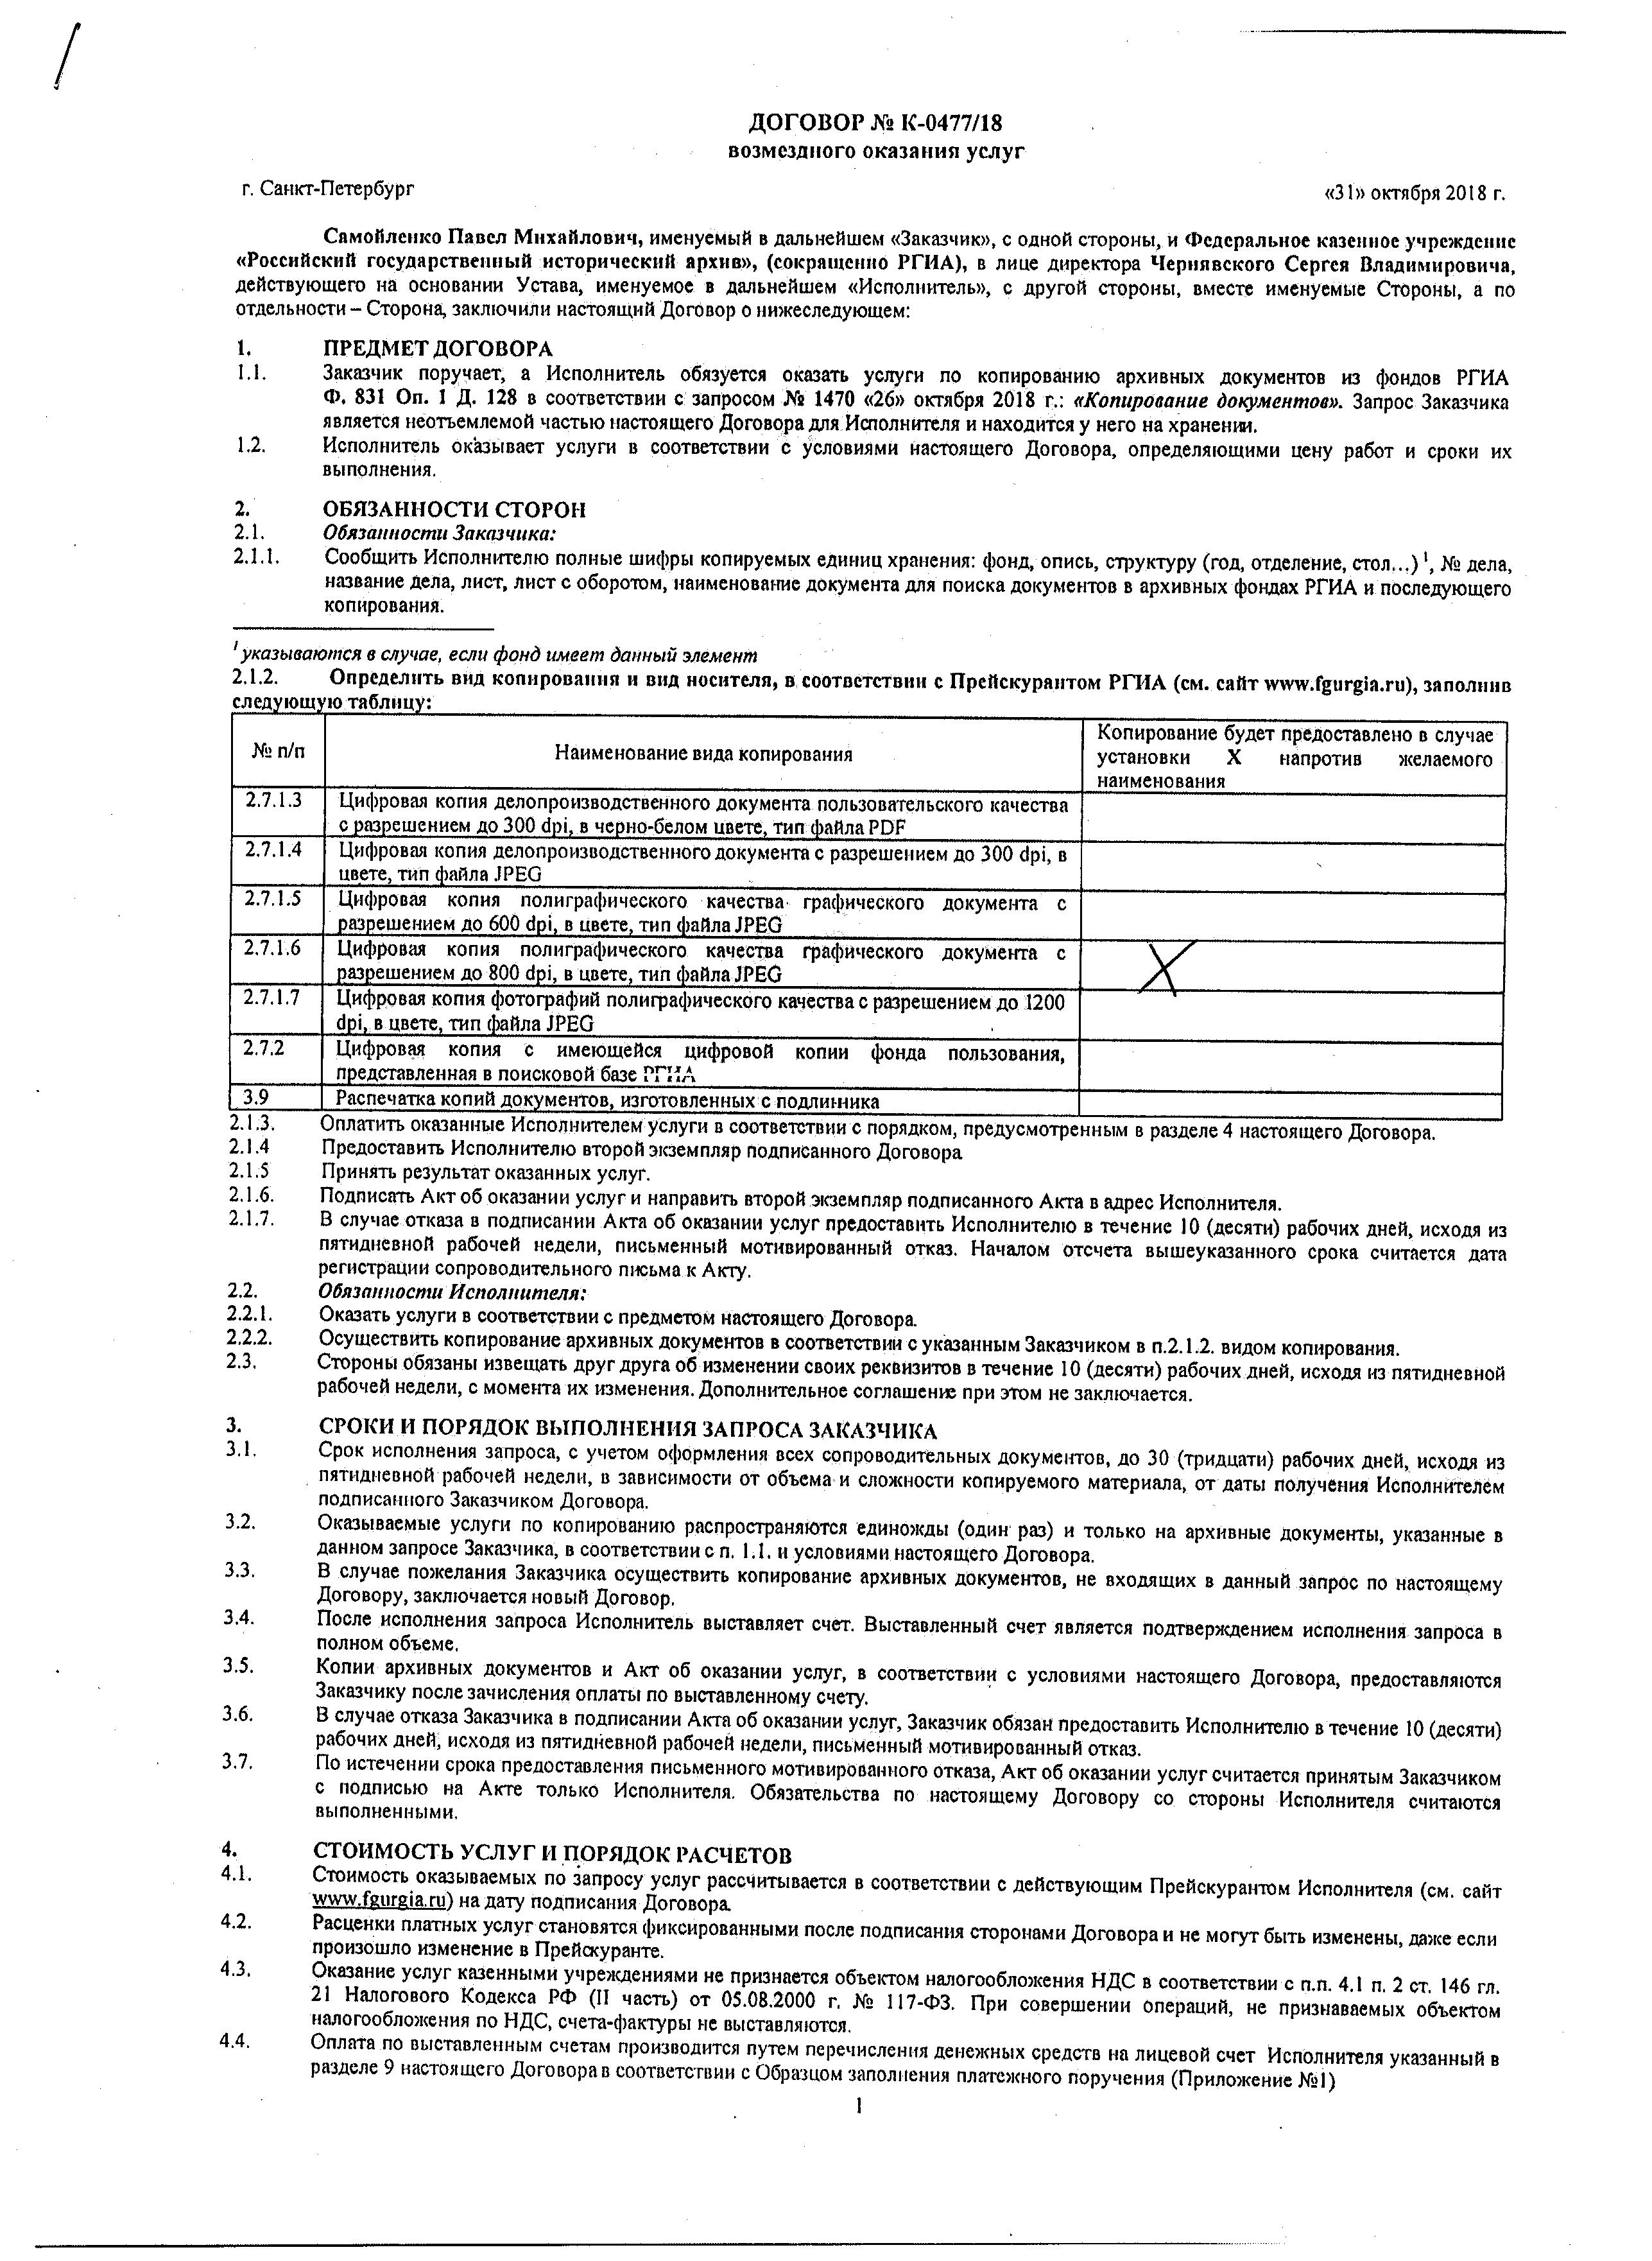 ДОГОВОР № К-0477/18
возмездного оказания услуг
г. Санкт-Петербург
«31» октября 2018 г.
Самойленко Павел Михайлович, именуемый в дальнейшем «Заказчик», с одной стороны, и Федеральное казенное учреждение
«Российский государственный исторический архив», (сокращенно РГИА), в лице директора Чернявского Сергея Владимировича,
действующего на основании Устава, именуемое в дальнейшем «Исполнитель», с другой стороны, вместе именуемые Стороны, а по
отдельности – Сторона, заключили настоящий Договор о нижеследующем:
1. ПРЕДМЕТ ДОГОВОРА
1.1. Заказчик поручает, а Исполнитель обязуется оказать услуги по копированию архивных документов из фондов РГИА
Ф. 831 Оп. 1 Д. 128 в соответствии с запросом № 1470 «26» октября 2018 г.: «Копирование документов». Запрос Заказчика
является неотъемлемой частью настоящего Договора для Исполнителя и находится у него на хранении.
1.2. Исполнитель оказывает услуги в соответствии с условиями настоящего Договора, определяющими цену работ и сроки их
выполнения.
2. ОБЯЗАННОСТИ СТОРОН
2.1. Обязанности Заказчика:
2.1.1. Сообщить Исполнителю полные шифры копируемых единиц хранения: фонд, опись, структуру (год, отделение, стол...) ¹, № дела,
название дела, лист, лист с оборотом, наименование документа для поиска документов в архивных фондах РГИА и последующего
копирования.
¹ указываются в случае, если фонд имеет данный элемент
2.1.2. Определить вид копирования и вид носителя, в соответствии с Прейскурантом РГИА (см. сайт www.fgurgia.ru), заполнив
следующую таблицу:
№ п/п
Наименование вида копирования
Копирование будет предоставлено в случае
установки Х напротив желаемого
наименования
2.7.1.3 Цифровая копия делопроизводственного документа пользовательского качества
с разрешением до 300 dpi, в черно-белом цвете, тип файла PDF
2.7.1.4 Цифровая копия делопроизводственного документа с разрешением до 300 dpi, в
цвете, тип файла JPEG
2.7.1.5 Цифровая копия полиграфического качества графического документа с
разрешением до 600 dpi, в цвете, тип файла JPEG
2.7.1.6 Цифровая копия полиграфического качества графического документа с
разрешением до 800 dpi, в цвете, тип файла JPEG
X
2.7.1.7 Цифровая копия фотографий полиграфического качества с разрешением до 1200
dpi, в цвете, тип файла JPEG
2.7.2 Цифровая копия с имеющейся цифровой копии фонда пользования,
представленная в поисковой базе РГИА
3.9 Распечатка копий документов, изготовленных с подлинника
2.1.3. Оплатить оказанные Исполнителем услуги в соответствии с порядком, предусмотренным в разделе 4 настоящего Договора.
2.1.4 Предоставить Исполнителю второй экземпляр подписанного Договора
2.1.5 Принять результат оказанных услуг.
2.1.6. Подписать Акт об оказании услуг и направить второй экземпляр подписанного Акта в адрес Исполнителя.
2.1.7. В случае отказа в подписании Акта об оказании услуг предоставить Исполнителю в течение 10 (десяти) рабочих дней, исходя из
пятидневной рабочей недели, письменный мотивированный отказ. Началом отсчета вышеуказанного срока считается дата
регистрации сопроводительного письма к Акту.
2.2. Обязанности Исполнителя:
2.2.1. Оказать услуги в соответствии с предметом настоящего Договора.
2.2.2. Осуществить копирование архивных документов в соответствии с указанным Заказчиком в п.2.1.2. видом копирования.
2.3. Стороны обязаны извещать друг друга об изменении своих реквизитов в течение 10 (десяти) рабочих дней, исходя из пятидневной
рабочей недели, с момента их изменения. Дополнительное соглашение при этом не заключается.
3. СРОКИ И ПОРЯДОК ВЫПОЛНЕНИЯ ЗАПРОСА ЗАКАЗЧИКА
3.1. Срок исполнения запроса, с учетом оформления всех сопроводительных документов, до 30 (тридцати) рабочих дней, исходя из
пятидневной рабочей недели, в зависимости от объема и сложности копируемого материала, от даты получения Исполнителем
подписанного Заказчиком Договора.
3.2. Оказываемые услуги по копированию распространяются единожды (один раз) и только на архивные документы, указанные в
данном запросе Заказчика, в соответствии с п. 1.1. и условиями настоящего Договора.
3.3. В случае пожелания Заказчика осуществить копирование архивных документов, не входящих в данный запрос по настоящему
Договору, заключается новый Договор.
3.4. После исполнения запроса Исполнитель выставляет счет. Выставленный счет является подтверждением исполнения запроса в
полном объеме.
3.5. Копии архивных документов и Акт об оказании услуг, в соответствии с условиями настоящего Договора, предоставляются
Заказчику после зачисления оплаты по выставленному счету.
3.6. В случае отказа Заказчика в подписании Акта об оказании услуг, Заказчик обязан предоставить Исполнителю в течение 10 (десяти)
рабочих дней, исходя из пятидневной рабочей недели, письменный мотивированный отказ.
3.7. По истечении срока предоставления письменного мотивированного отказа, Акт об оказании услуг считается принятым Заказчиком
с подписью на Акте только Исполнителя. Обязательства по настоящему Договору со стороны Исполнителя считаются
выполненными.
4. СТОИМОСТЬ УСЛУГ И ПОРЯДОК РАСЧЕТОВ
4.1. Стоимость оказываемых по запросу услуг рассчитывается в соответствии с действующим Прейскурантом Исполнителя (см. сайт
www.fgurgia.ru) на дату подписания Договора
4.2. Расценки платных услуг становятся фиксированными после подписания сторонами Договора и не могут быть изменены, даже если
произошло изменение в Прейскуранте.
4.3. Оказание услуг казенными учреждениями не признается объектом налогообложения НДС в соответствии с п.п. 4.1 п. 2 ст. 146 гл.
21 Налогового Кодекса РФ (II часть) от 05.08.2000 г. № 117-ФЗ. При совершении операций, не признаваемых объектом
налогообложения по НДС, счета-фактуры не выставляются.
4.4. Оплата по выставленным счетам производится путем перечисления денежных средств на лицевой счет Исполнителя указанный в
разделе 9 настоящего Договора в соответствии с Образцом заполнения платежного поручения (Приложение №1)
1